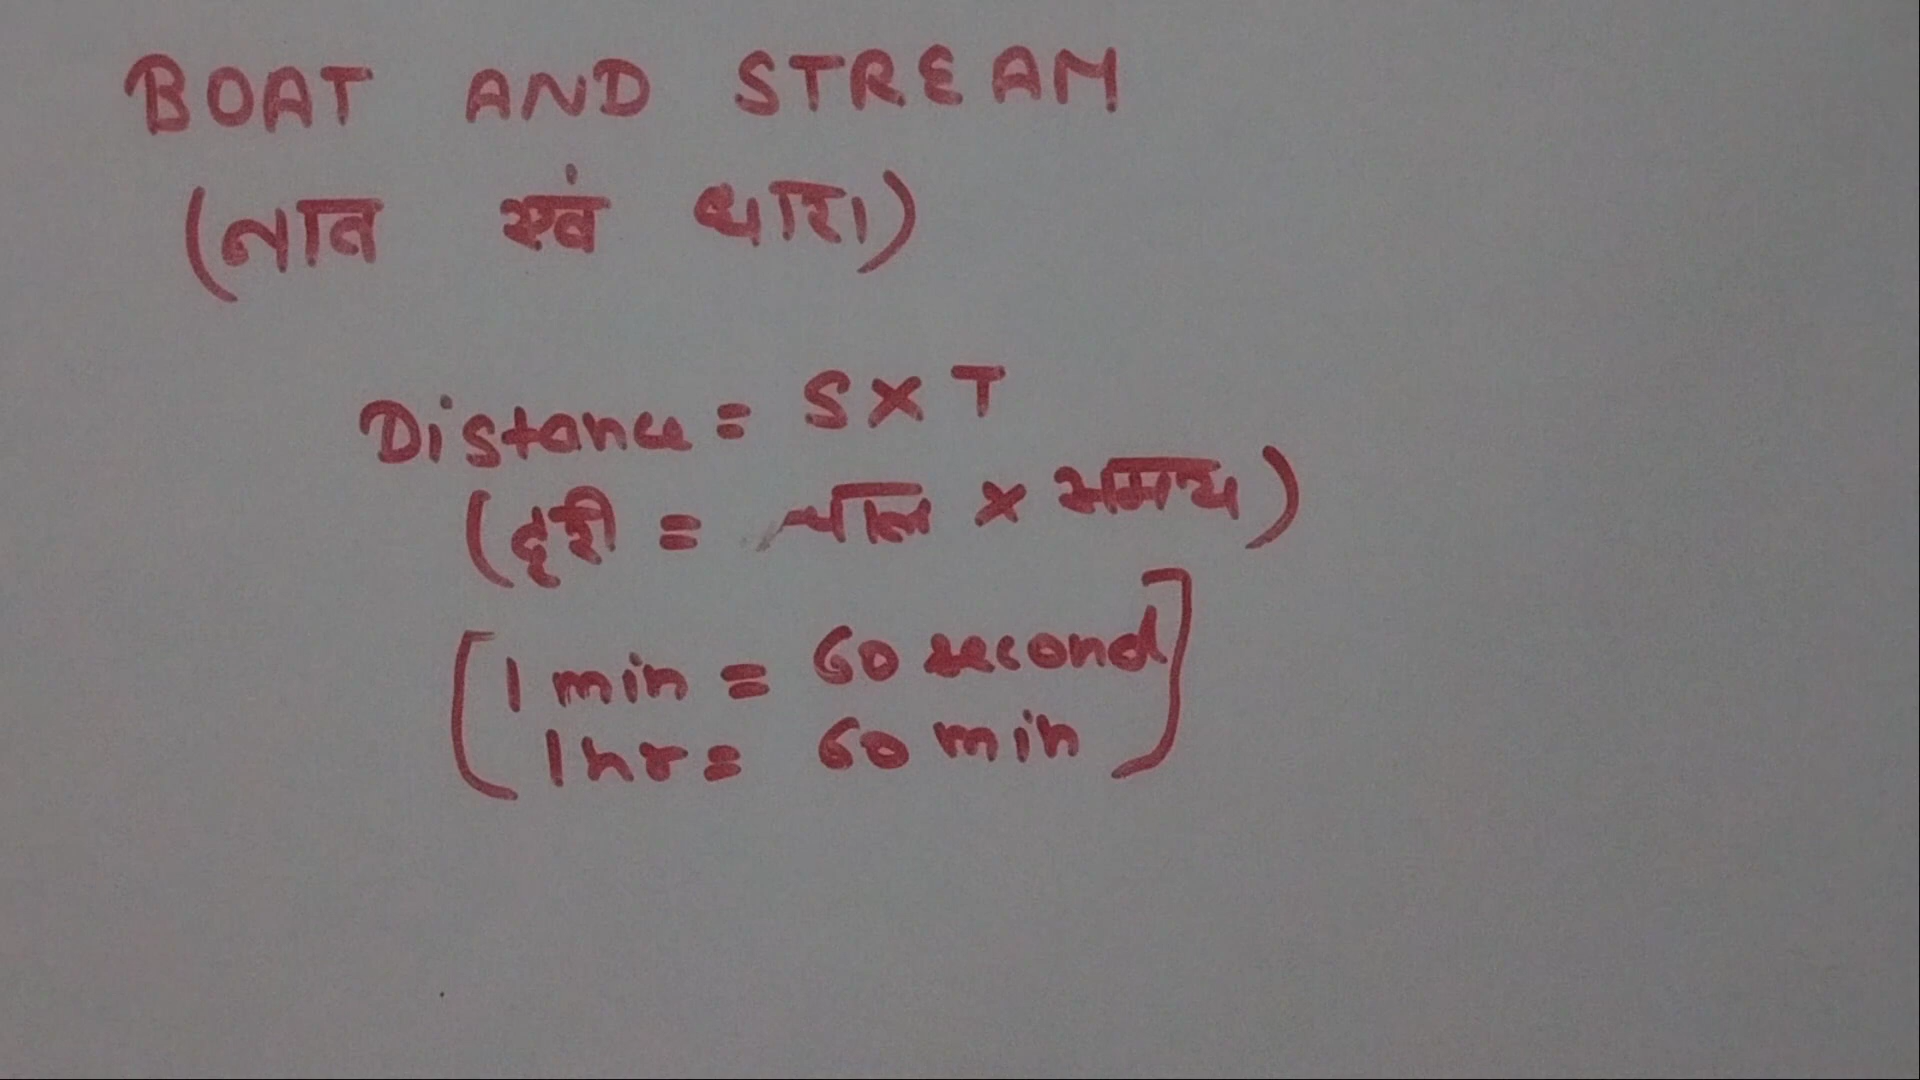 BOAT AND STREAM
(नाव एवं धारा)
Distance = S X T
(दूरी = चाल × समय)
[1 min = 60 second]
1 hr = 60 min